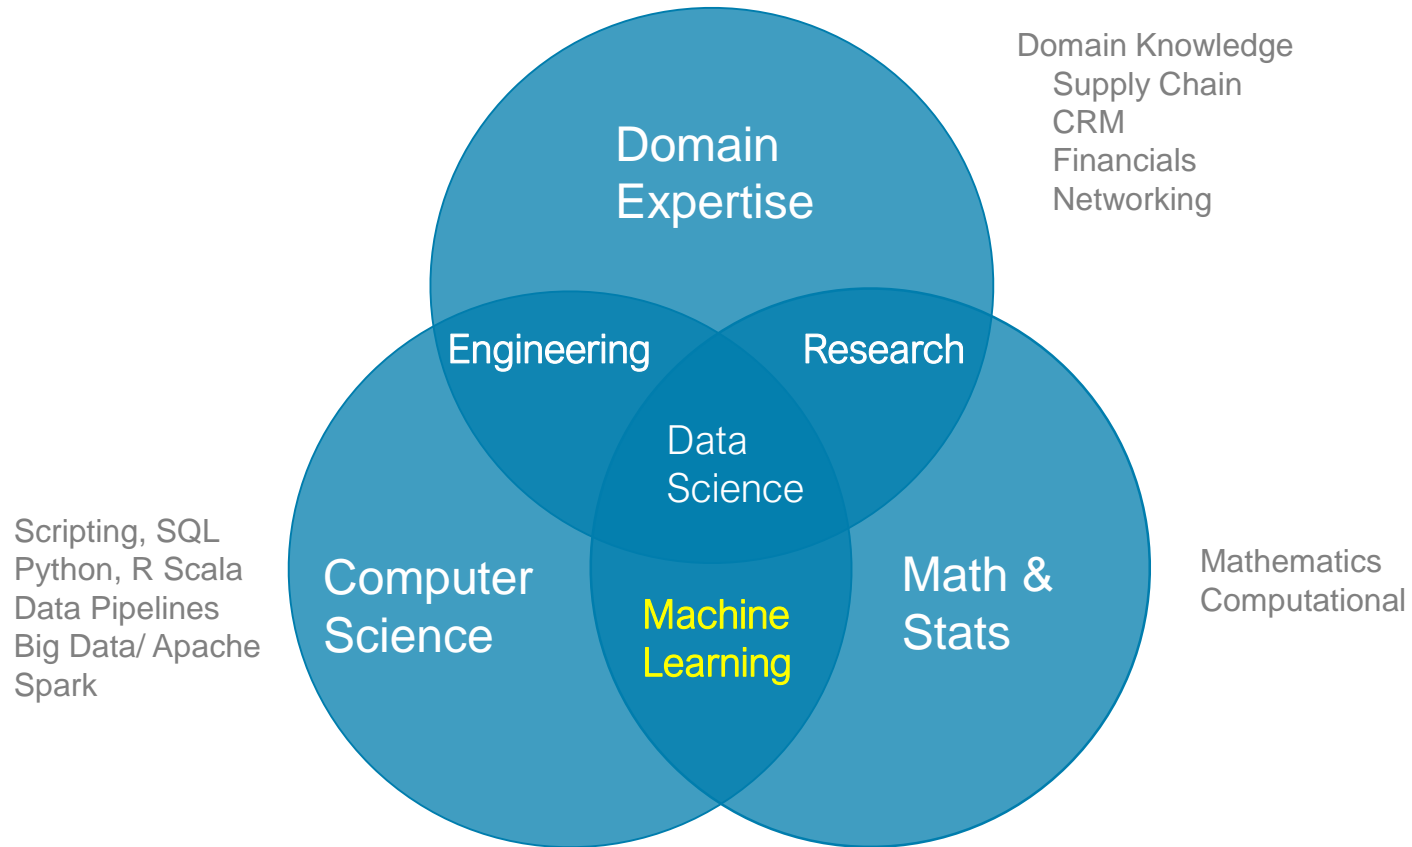 Domain Knowledge
Supply Chain
CRM
Financials
Networking
Domain
Expertise
Engineering
Research
Data
Science
Scripting, SQL
Python, R Scala
Data Pipelines
Big Data/ Apache
Spark
Computer
Science
Machine
Learning
Math &
Stats
Mathematics
Computational